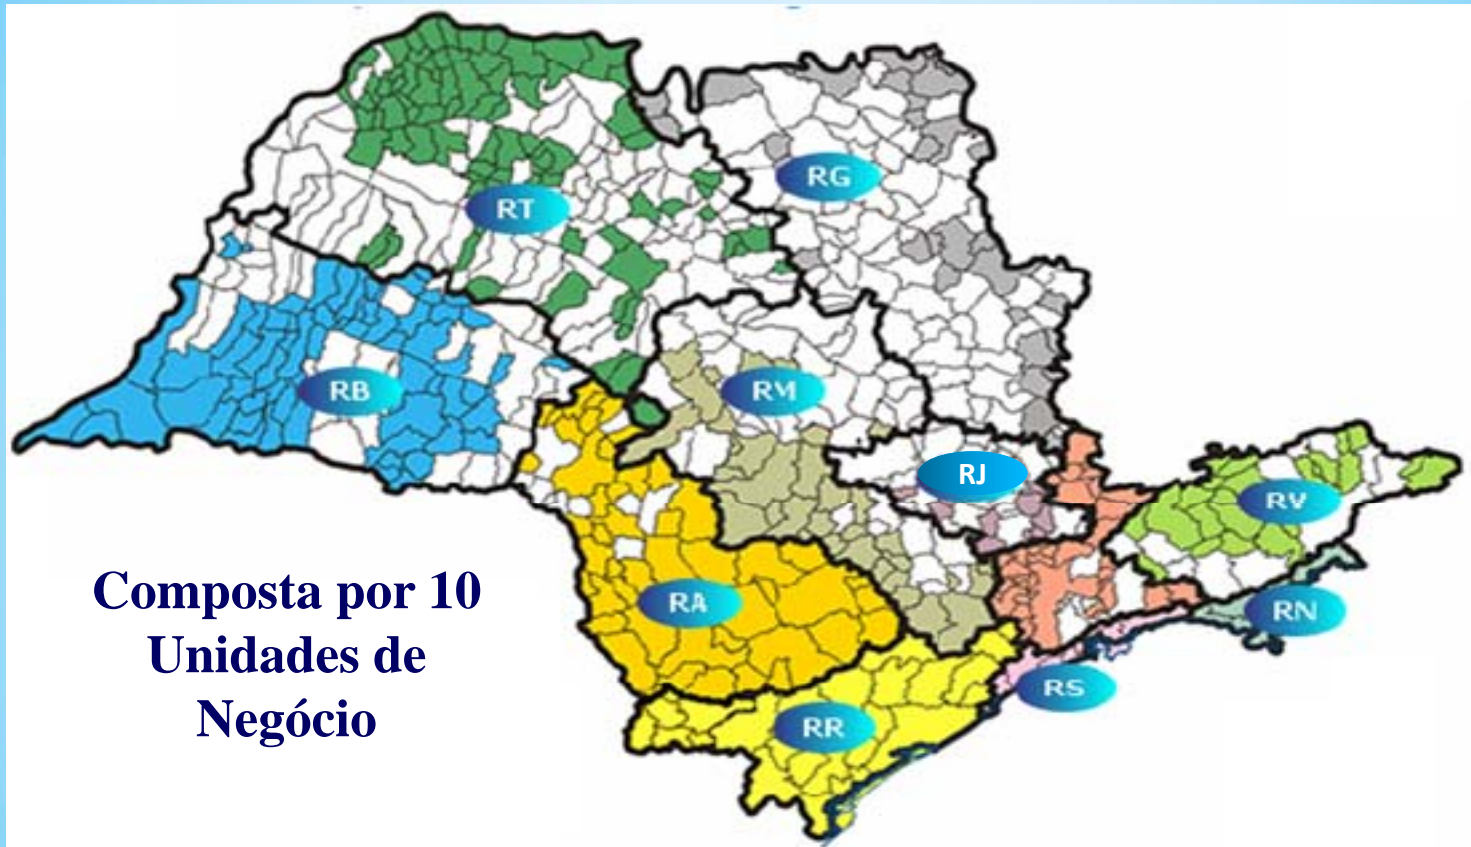 RG
RT
RB
RM
RJ
RV
Composta por 10
Unidades de
Negócio
RA
RN
RS
RR